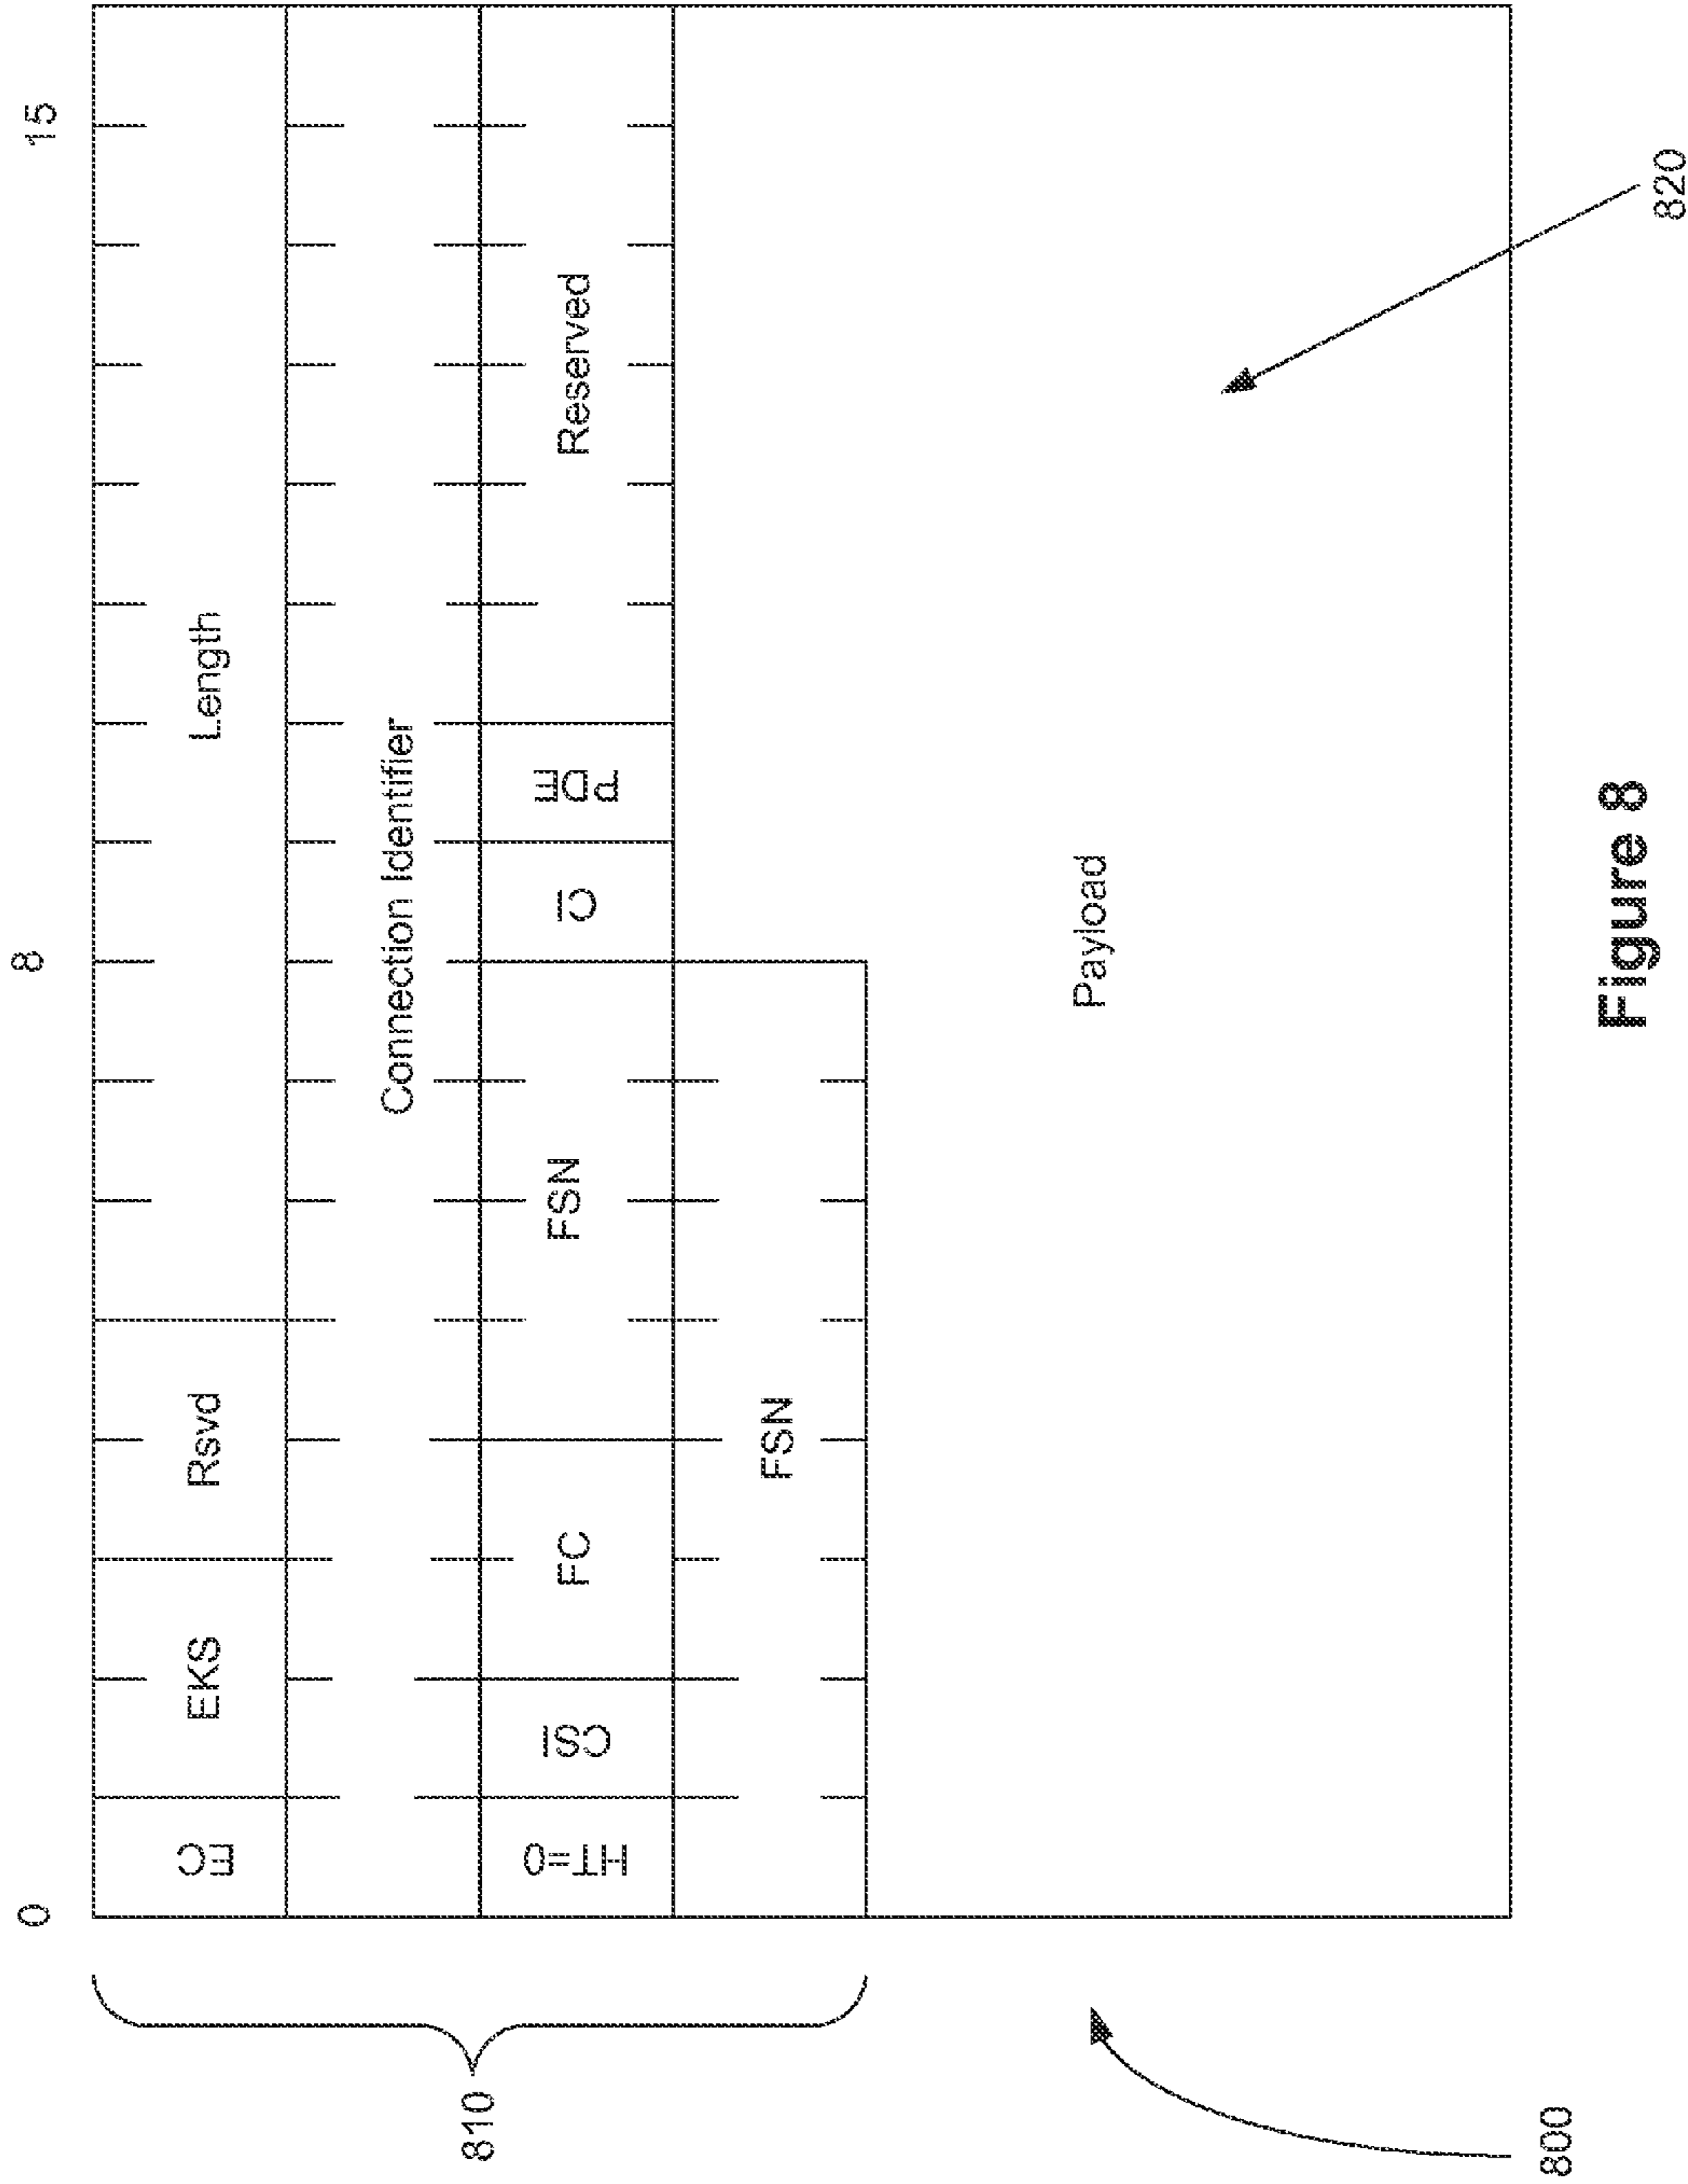 0 8 15
EC EKS Rsvd Length
Connection Identifier
810
HT=0 CSI FC FSN CI PDE Reserved
FSN
Payload
800
820
Figure 8